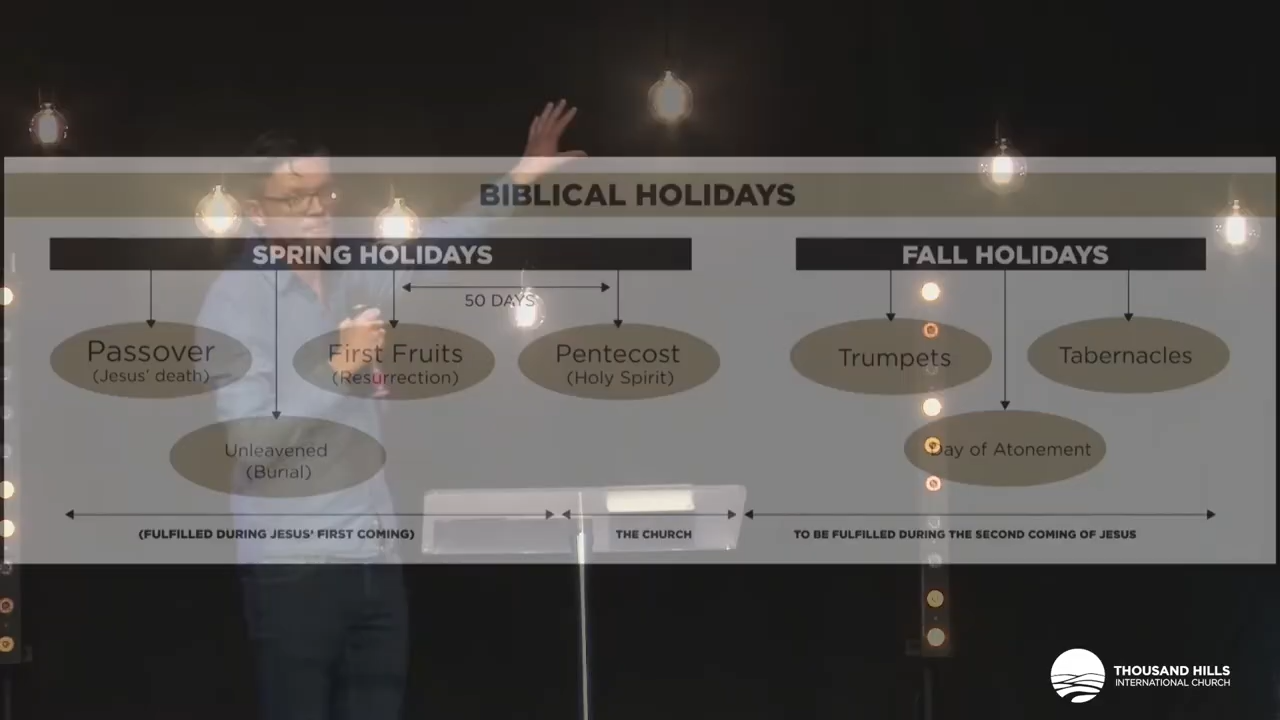 BIBLICAL HOLIDAYS
SPRING HOLIDAYS
FALL HOLIDAYS
50 DAYS
Passover
(Jesus' death)
First Fruits
(Resurrection)
Pentecost
(Holy Spirit)
Trumpets
Tabernacles
Unleavened
(Burial)
Day of Atonement
(FULFILLED DURING JESUS' FIRST COMING)
THE CHURCH
TO BE FULFILLED DURING THE SECOND COMING OF JESUS
THOUSAND HILLS
INTERNATIONAL CHURCH